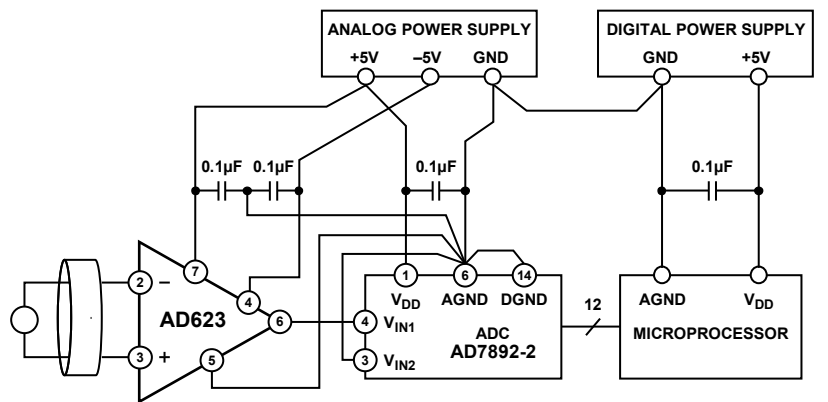 ANALOG POWER SUPPLY
+5V –5V GND
DIGITAL POWER SUPPLY
GND +5V
0.1µF 0.1µF 0.1µF 0.1µF
7
4
2 –
AD623
6
3 +
5
1 6 14
VDD AGND DGND
4 VIN1
ADC
AD7892-2
3 VIN2
12
AGND VDD
MICROPROCESSOR